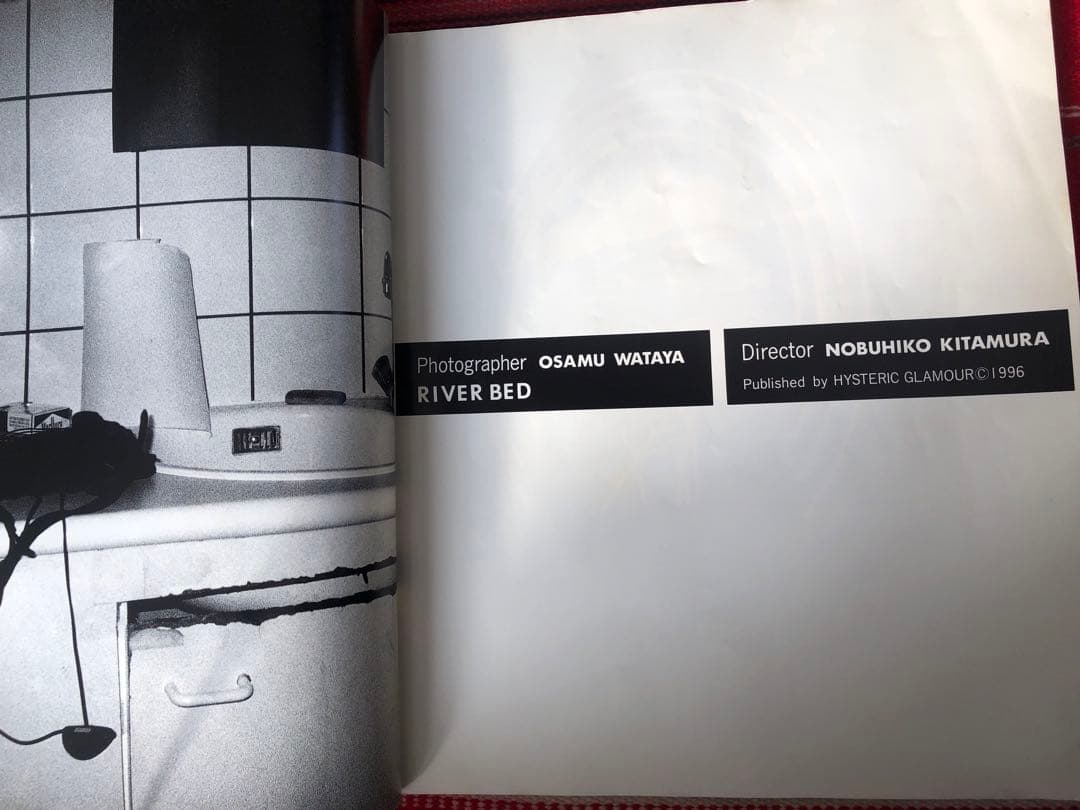 Photographer OSAMU WATAYA
RIVER BED
Director NOBUHIKO KITAMURA
Published by HYSTERIC GLAMOUR©1996